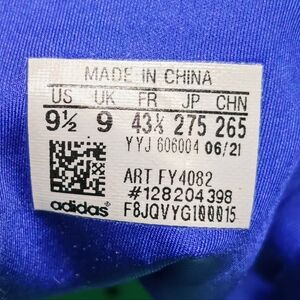 MADE IN CHINA
US UK FR JP CHN
9½ 9 43⅓ 275 265
YYJ 606004 06/21
ART FY4082
#128204398
adidas F8JQVYG100015